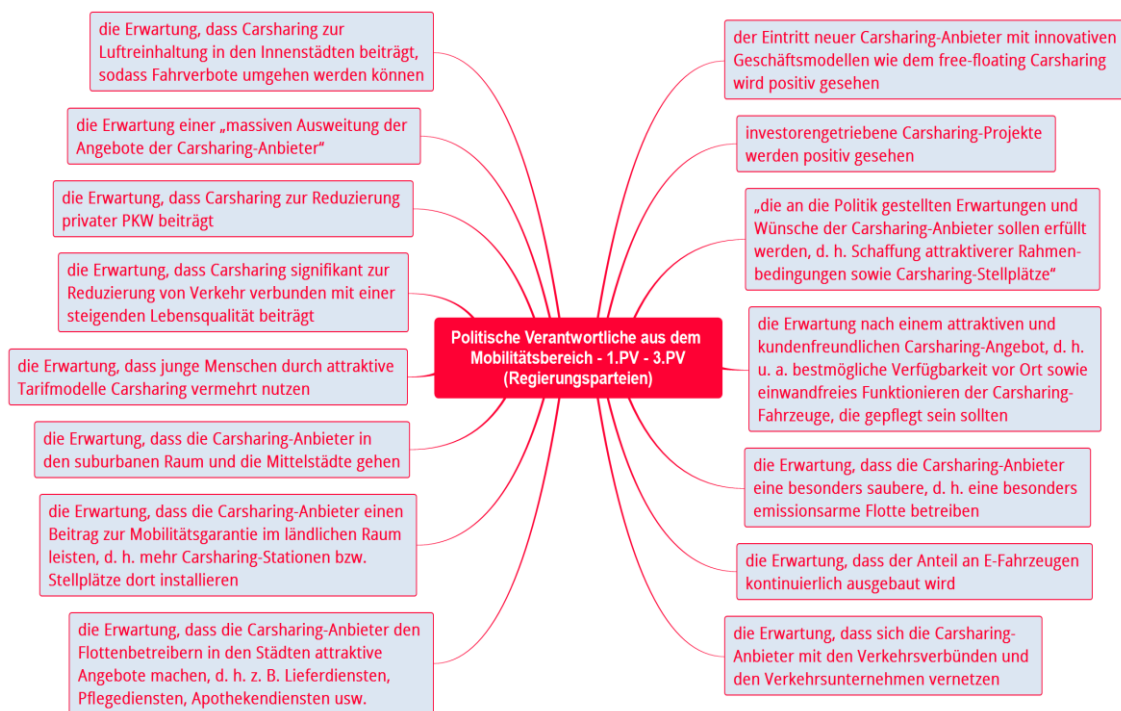 die Erwartung, dass Carsharing zur
Luftreinhaltung in den Innenstädten beiträgt,
sodass Fahrverbote umgehen werden können
die Erwartung einer „massiven Ausweitung der
Angebote der Carsharing-Anbieter“
die Erwartung, dass Carsharing zur Reduzierung
privater PKW beiträgt
die Erwartung, dass Carsharing signifikant zur
Reduzierung von Verkehr verbunden mit einer
steigenden Lebensqualität beiträgt
die Erwartung, dass junge Menschen durch attraktive
Tarifmodelle Carsharing vermehrt nutzen
die Erwartung, dass die Carsharing-Anbieter in
den suburbanen Raum und die Mittelstädte gehen
die Erwartung, dass die Carsharing-Anbieter einen
Beitrag zur Mobilitätsgarantie im ländlichen Raum
leisten, d. h. mehr Carsharing-Stationen bzw.
Stellplätze dort installieren
die Erwartung, dass die Carsharing-Anbieter den
Flottenbetreibern in den Städten attraktive
Angebote machen, d. h. z. B. Lieferdiensten,
Pflegediensten, Apothekendiensten usw.
Politische Verantwortliche aus dem
Mobilitätsbereich - 1.PV - 3.PV
(Regierungsparteien)
der Eintritt neuer Carsharing-Anbieter mit innovativen
Geschäftsmodellen wie dem free-floating Carsharing
wird positiv gesehen
investorengetriebene Carsharing-Projekte
werden positiv gesehen
„die an die Politik gestellten Erwartungen und
Wünsche der Carsharing-Anbieter sollen erfüllt
werden, d. h. Schaffung attraktiverer Rahmen-
bedingungen sowie Carsharing-Stellplätze“
die Erwartung nach einem attraktiven und
kundenfreundlichen Carsharing-Angebot, d. h.
u. a. bestmögliche Verfügbarkeit vor Ort sowie
einwandfreies Funktionieren der Carsharing-
Fahrzeuge, die gepflegt sein sollten
die Erwartung, dass die Carsharing-Anbieter
eine besonders saubere, d. h. eine besonders
emissionsarme Flotte betreiben
die Erwartung, dass der Anteil an E-Fahrzeugen
kontinuierlich ausgebaut wird
die Erwartung, dass sich die Carsharing-
Anbieter mit den Verkehrsverbünden und
den Verkehrsunternehmen vernetzen